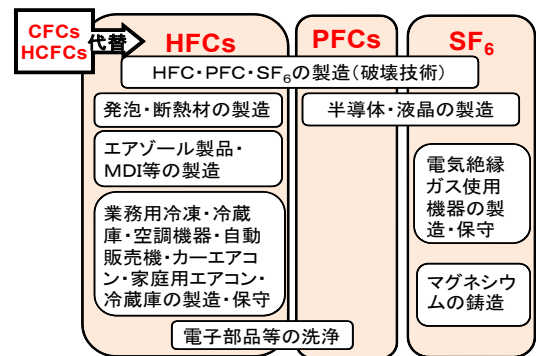 CFCs
HCFCs
代替
HFCs
PFCs
SF₆
HFC・PFC・SF₆の製造（破壊技術）
発泡・断熱材の製造
半導体・液晶の製造
エアゾール製品・
MDI等の製造
電気絶縁
ガス使用
機器の製
造・保守
業務用冷凍・冷蔵
庫・空調機器・自動
販売機・カーエアコ
ン・家庭用エアコン・
冷蔵庫の製造・保守
マグネシウ
ムの鋳造
電子部品等の洗浄